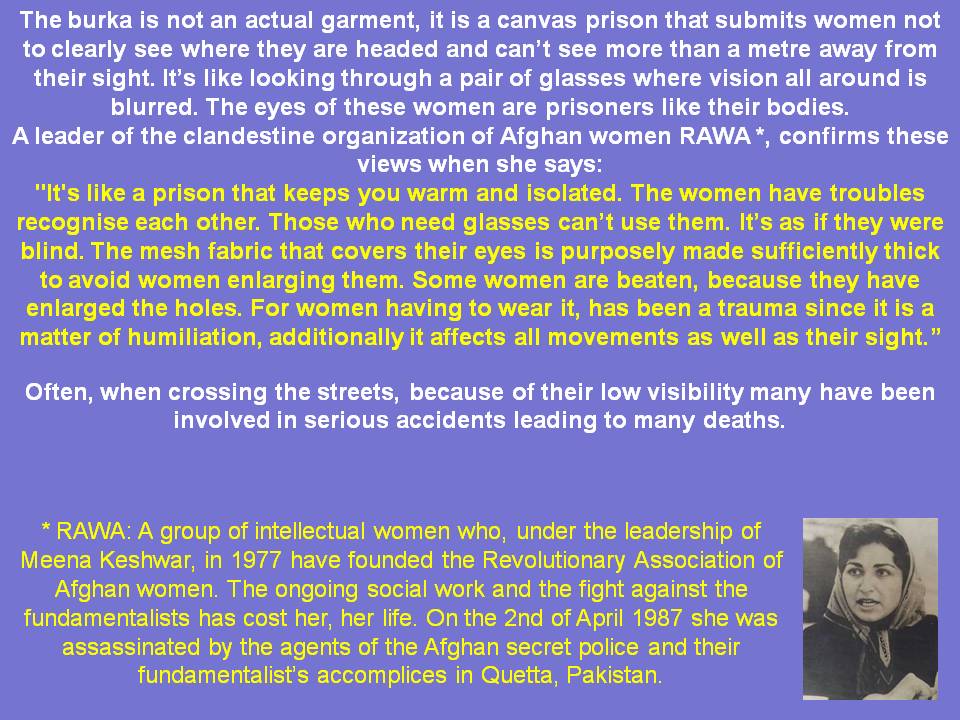 The burka is not an actual garment, it is a canvas prison that submits women not
to clearly see where they are headed and can’t see more than a metre away from
their sight. It’s like looking through a pair of glasses where vision all around is
blurred. The eyes of these women are prisoners like their bodies.
A leader of the clandestine organization of Afghan women RAWA *, confirms these
views when she says:
"It's like a prison that keeps you warm and isolated. The women have troubles
recognise each other. Those who need glasses can’t use them. It’s as if they were
blind. The mesh fabric that covers their eyes is purposely made sufficiently thick
to avoid women enlarging them. Some women are beaten, because they have
enlarged the holes. For women having to wear it, has been a trauma since it is a
matter of humiliation, additionally it affects all movements as well as their sight.”
Often, when crossing the streets, because of their low visibility many have been
involved in serious accidents leading to many deaths.
* RAWA: A group of intellectual women who, under the leadership of
Meena Keshwar, in 1977 have founded the Revolutionary Association of
Afghan women. The ongoing social work and the fight against the
fundamentalists has cost her, her life. On the 2nd of April 1987 she was
assassinated by the agents of the Afghan secret police and their
fundamentalist’s accomplices in Quetta, Pakistan.